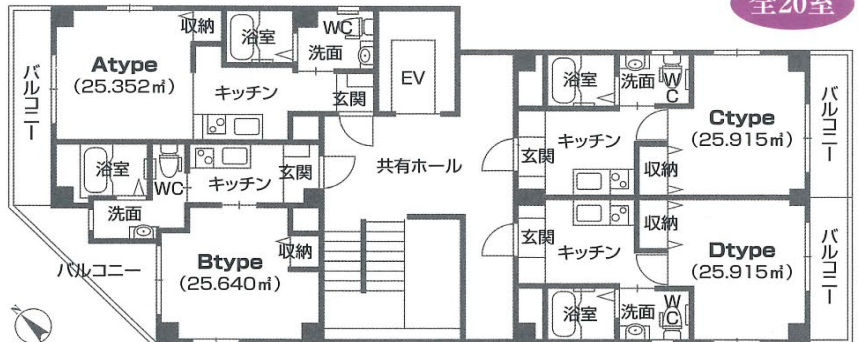 全20室
収納
浴室
WC
洗面
バルコニー
Atype
(25.352㎡)
キッチン
玄関
EV
浴室
洗面
WC
Ctype
(25.915㎡)
バルコニー
キッチン
玄関
収納
共有ホール
浴室
WC
キッチン
玄関
洗面
バルコニー
Btype
(25.640㎡)
収納
玄関
キッチン
収納
Dtype
(25.915㎡)
バルコニー
浴室
洗面
WC
N